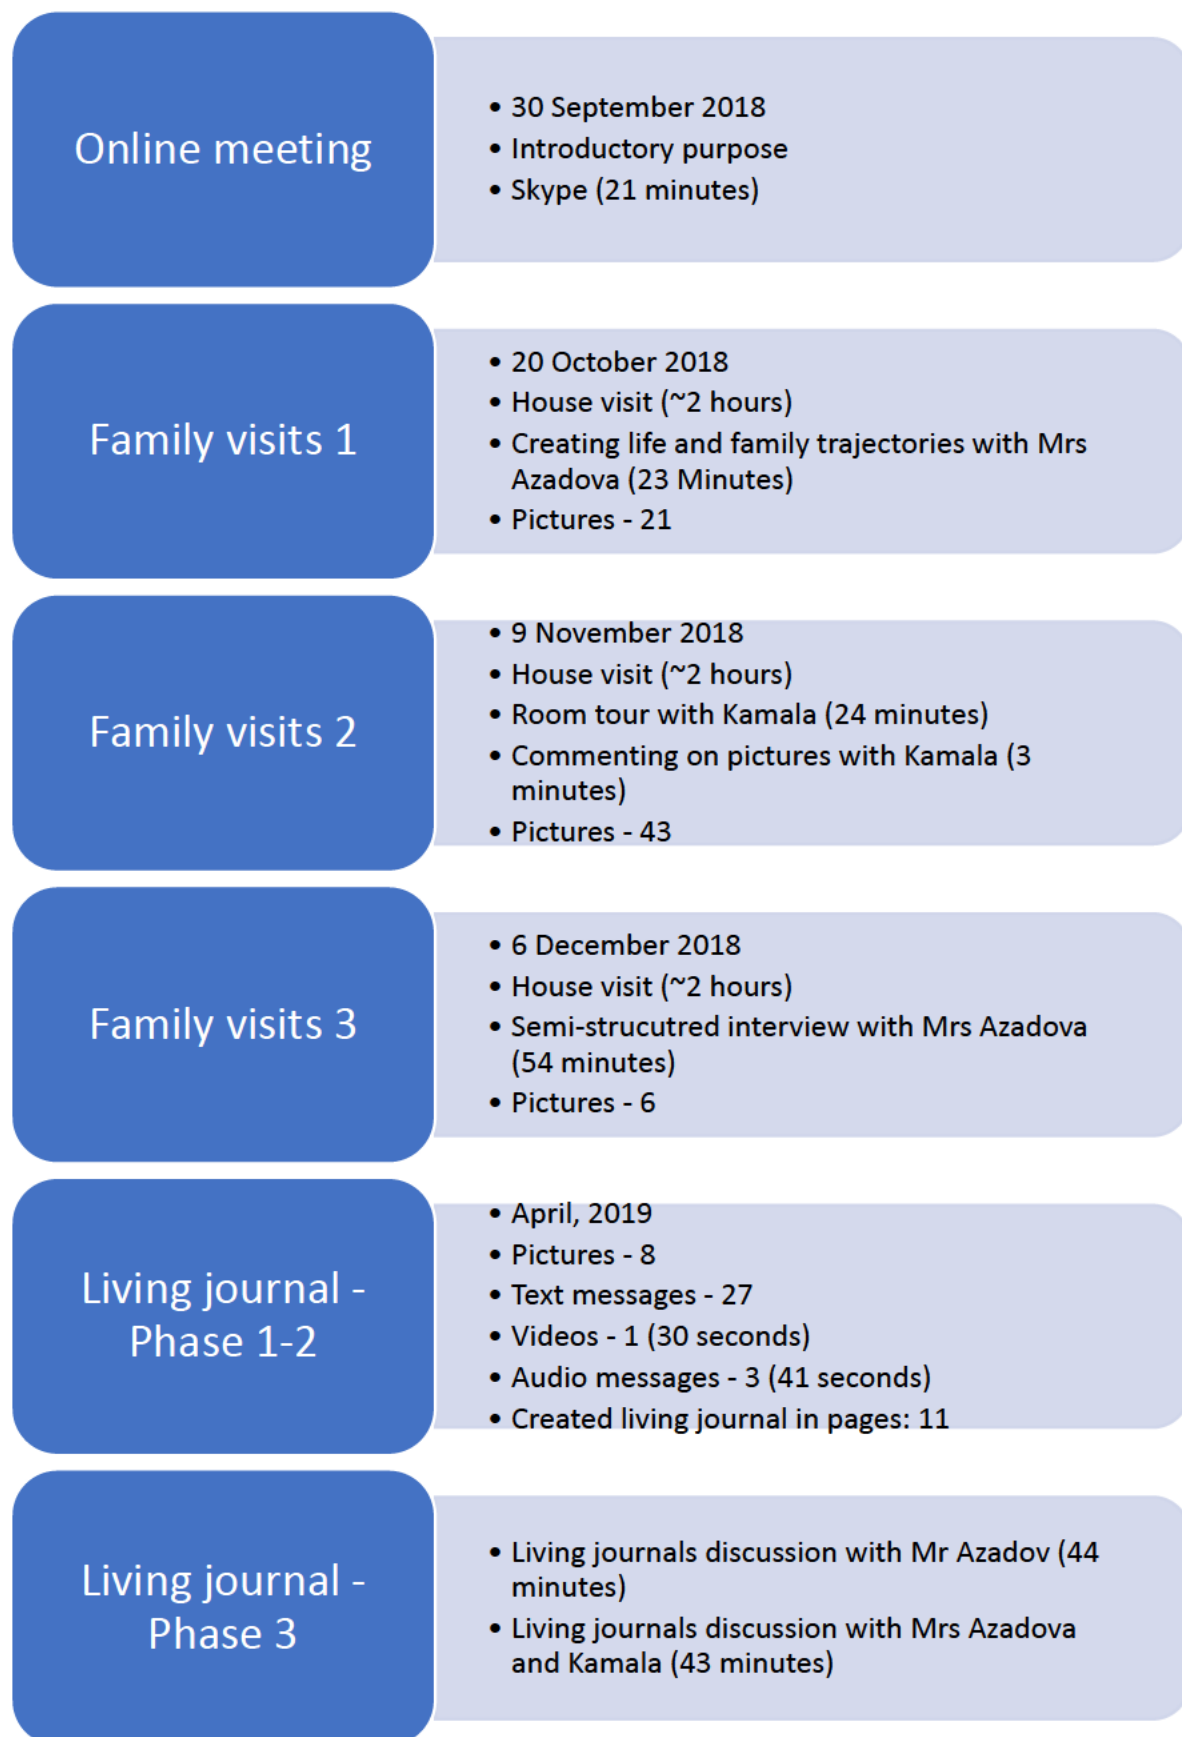 Online meeting
• 30 September 2018
• Introductory purpose
• Skype (21 minutes)
Family visits 1
• 20 October 2018
• House visit (~2 hours)
• Creating life and family trajectories with Mrs
Azadova (23 Minutes)
• Pictures - 21
Family visits 2
• 9 November 2018
• House visit (~2 hours)
• Room tour with Kamala (24 minutes)
• Commenting on pictures with Kamala (3
minutes)
• Pictures - 43
Family visits 3
• 6 December 2018
• House visit (~2 hours)
• Semi-strucutred interview with Mrs Azadova
(54 minutes)
• Pictures - 6
Living journal -
Phase 1-2
• April, 2019
• Pictures - 8
• Text messages - 27
• Videos - 1 (30 seconds)
• Audio messages - 3 (41 seconds)
• Created living journal in pages: 11
Living journal -
Phase 3
• Living journals discussion with Mr Azadov (44
minutes)
• Living journals discussion with Mrs Azadova
and Kamala (43 minutes)